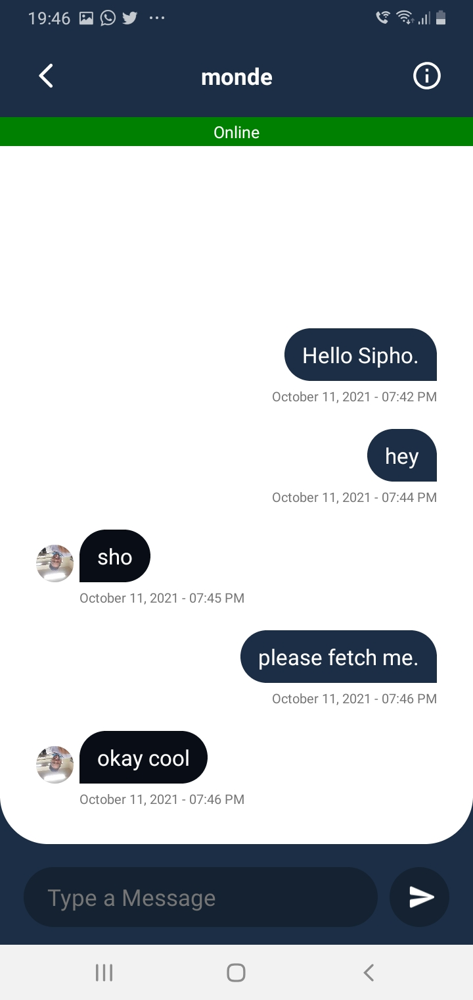 19:46
monde
Online
Hello Sipho.
October 11, 2021 - 07:42 PM
hey
October 11, 2021 - 07:44 PM
sho
October 11, 2021 - 07:45 PM
please fetch me.
October 11, 2021 - 07:46 PM
okay cool
October 11, 2021 - 07:46 PM
Type a Message